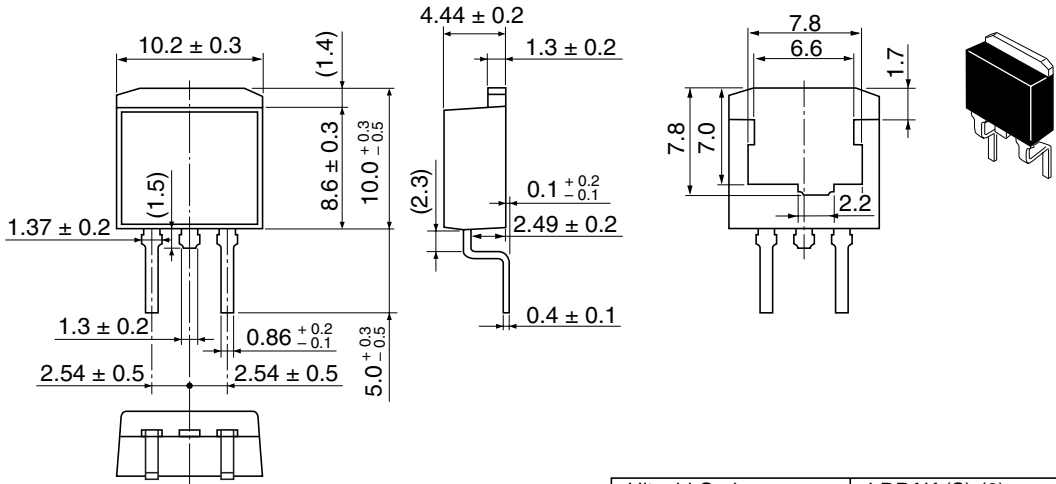 4.44 ± 0.2
10.2 ± 0.3
(1.4)
1.3 ± 0.2
7.8
6.6
1.7
8.6 ± 0.3
10.0 + 0.3 − 0.5
(1.5)
(2.3)
7.8
7.0
0.1 + 0.2 − 0.1
1.37 ± 0.2
2.49 ± 0.2
2.2
1.3 ± 0.2
0.86 + 0.2 − 0.1
0.4 ± 0.1
5.0 + 0.3 − 0.5
2.54 ± 0.5
2.54 ± 0.5